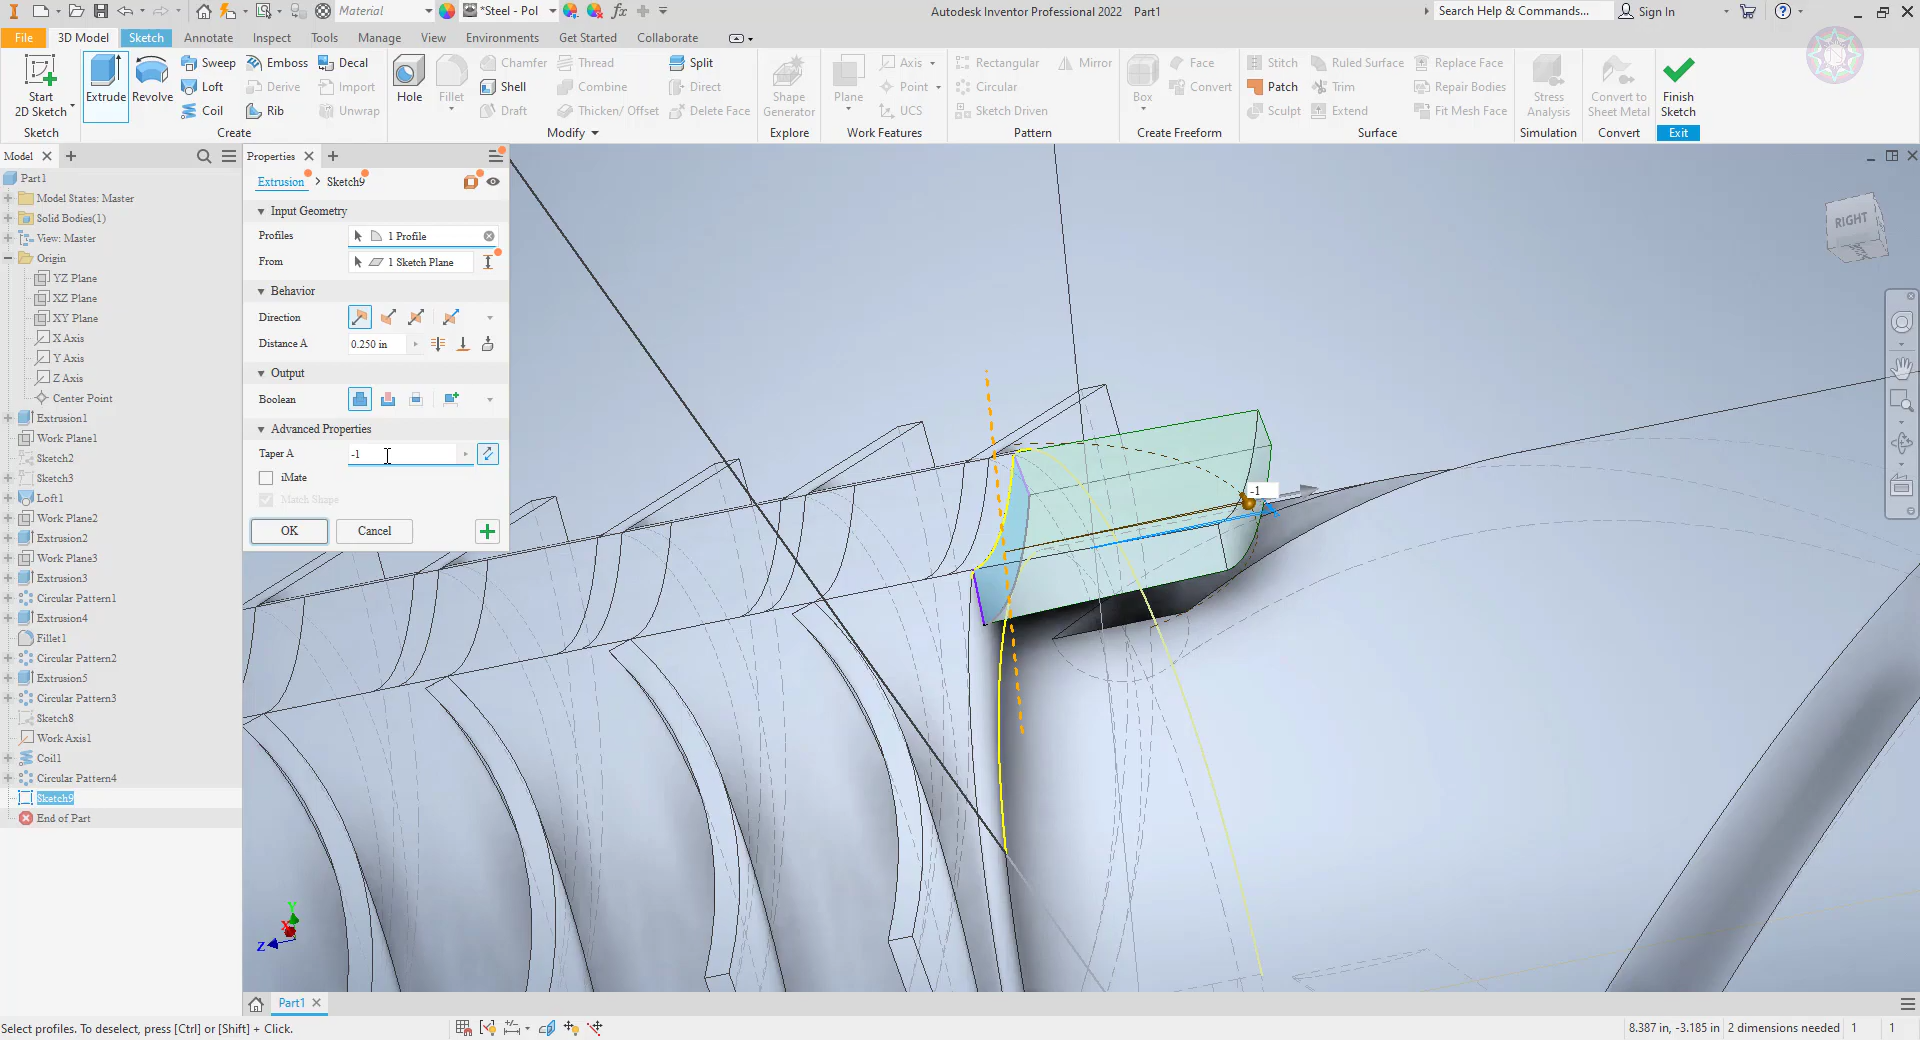 Material
*Steel - Pol
Autodesk Inventor Professional 2022 Part1
Search Help & Commands...
Sign In
File
3D Model
Sketch
Annotate
Inspect
Tools
Manage
View
Environments
Get Started
Collaborate
Start
2D Sketch
Sketch
Extrude
Revolve
Sweep
Emboss
Decal
Loft
Derive
Import
Coil
Rib
Unwrap
Create
Hole
Fillet
Chamfer
Thread
Split
Shell
Combine
Direct
Draft
Thicken/ Offset
Delete Face
Modify
Shape
Generator
Explore
Plane
Axis
Point
UCS
Work Features
Rectangular
Mirror
Circular
Sketch Driven
Pattern
Box
Face
Convert
Create Freeform
Stitch
Ruled Surface
Replace Face
Patch
Trim
Repair Bodies
Sculpt
Extend
Fit Mesh Face
Surface
Stress
Analysis
Simulation
Convert to
Sheet Metal
Convert
Finish
Sketch
Exit
Model
Part1
Model States: Master
Solid Bodies(1)
View: Master
Origin
YZ Plane
XZ Plane
XY Plane
X Axis
Y Axis
Z Axis
Center Point
Extrusion1
Work Plane1
Sketch2
Sketch6
Loft1
Work Plane2
Extrusion2
Work Plane3
Extrusion3
Circular Pattern1
Extrusion4
Fillet1
Circular Pattern2
Extrusion5
Circular Pattern3
Sketch8
Work Axis1
Coil1
Circular Pattern4
Sketch9
End of Part
Properties
Extrusion > Sketch9
Input Geometry
Profiles 1 Profile
From 1 Sketch Plane
Behavior
Direction
Distance A 0.250 in
Output
Boolean
Advanced Properties
Taper A -1
iMate
Match Shape
OK Cancel
-1
RIGHT
Y
X
Z
Part1
Select profiles. To deselect, press [Ctrl] or [Shift] + Click.
8.387 in, -3.185 in 2 dimensions needed 1 1